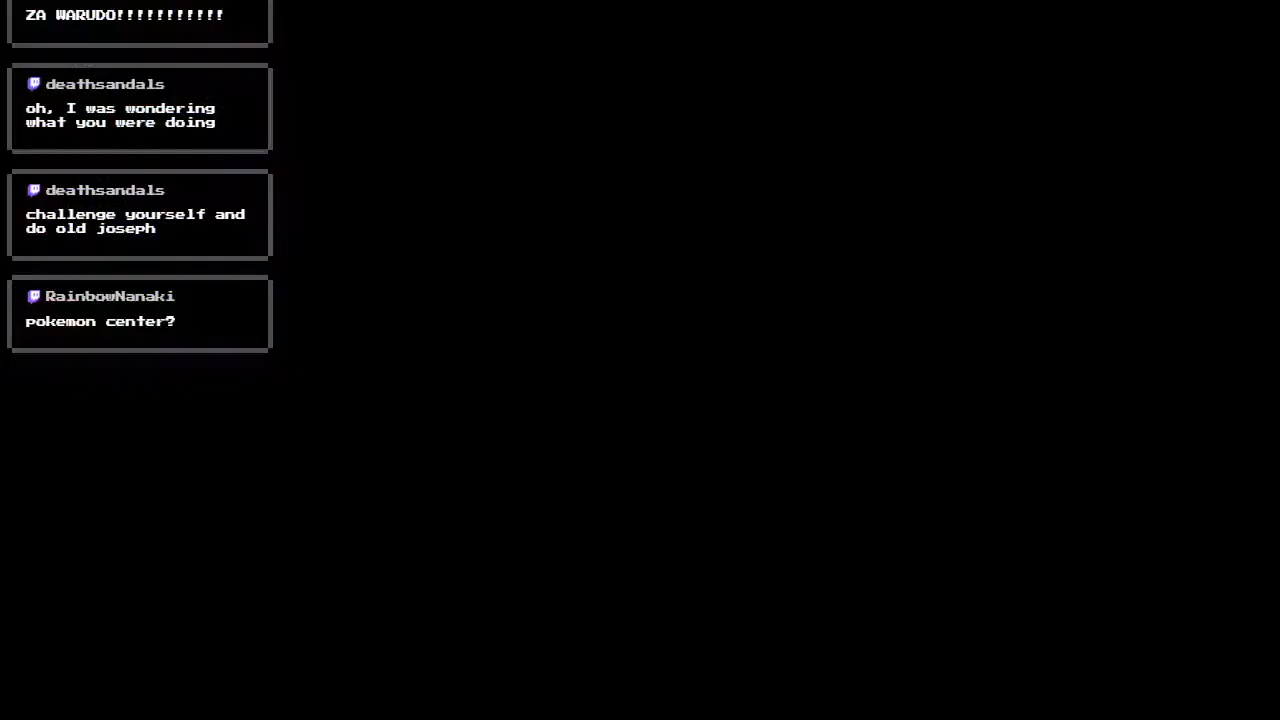 ZA WARUDO!!!!!!!!!!!
deathsandals
oh, I was wondering
what you were doing
deathsandals
challenge yourself and
do old joseph
RainbowNanaki
pokemon center?